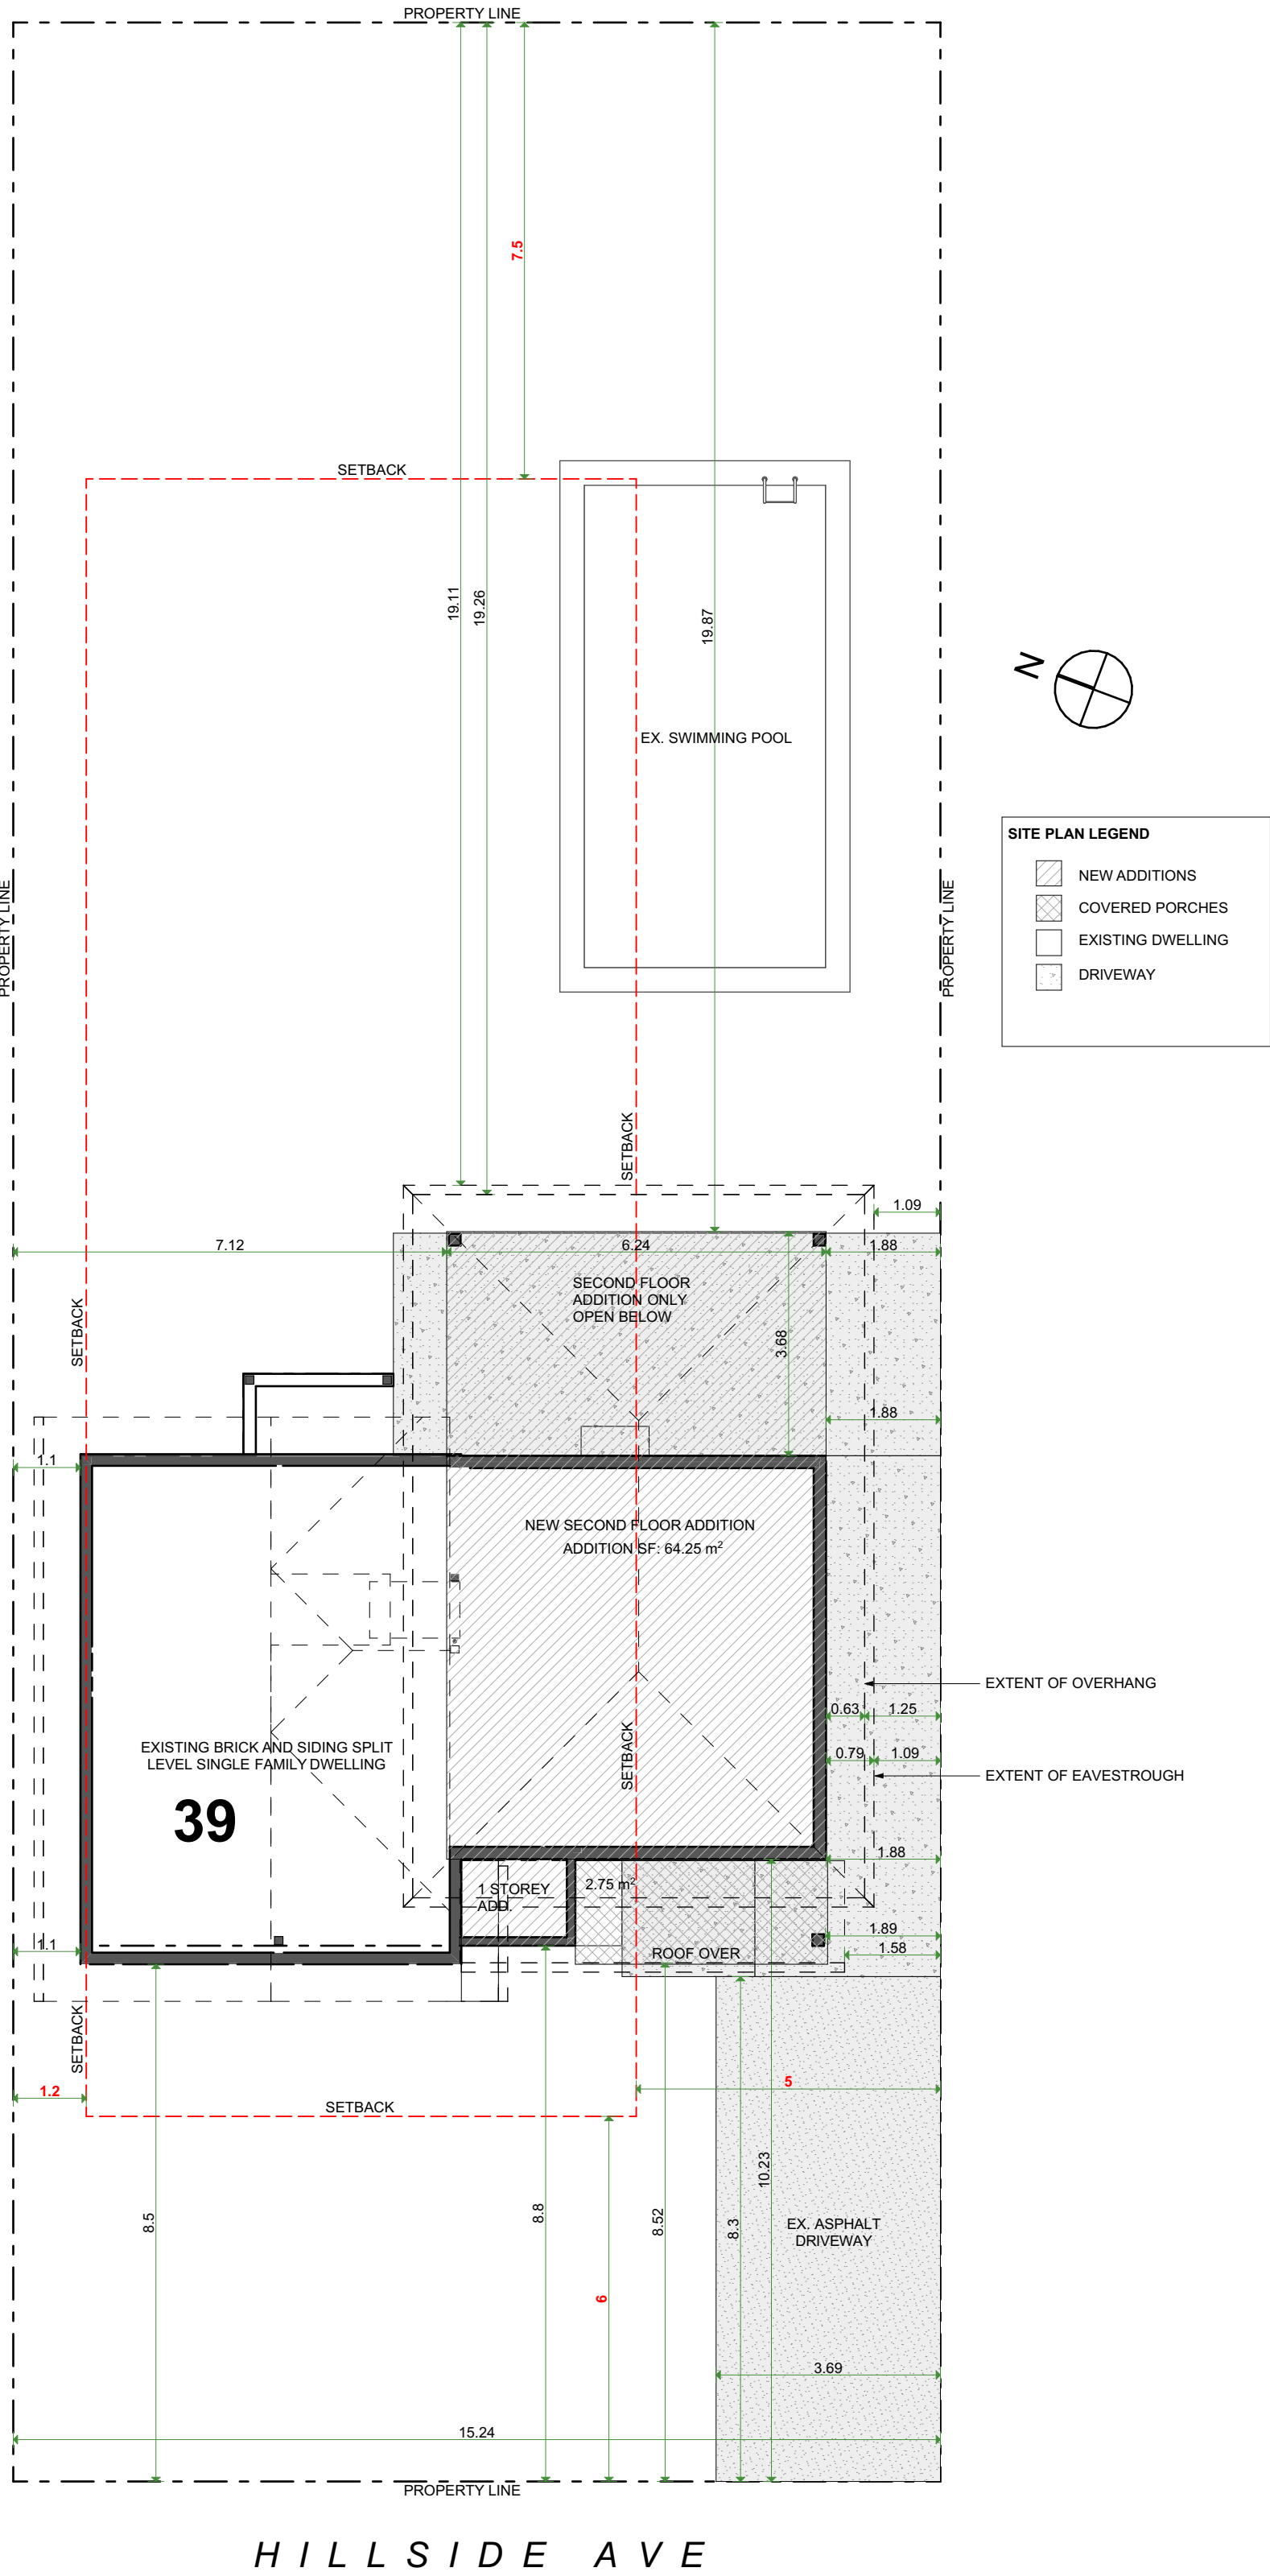 PROPERTY LINE
7.5
SETBACK
19.11
19.26
19.87
N
EX. SWIMMING POOL
SITE PLAN LEGEND
NEW ADDITIONS
COVERED PORCHES
EXISTING DWELLING
DRIVEWAY
PROPERTY LINE
PROPERTY LINE
SETBACK
1.09
7.12
6.24
1.88
SECOND FLOOR
ADDITION ONLY
OPEN BELOW
SETBACK
3.68
1.88
1.1
NEW SECOND FLOOR ADDITION
ADDITION SF: 64.25 m²
EXTENT OF OVERHANG
0.63
1.25
SETBACK
EXISTING BRICK AND SIDING SPLIT
LEVEL SINGLE FAMILY DWELLING
0.79
1.09
EXTENT OF EAVESTROUGH
39
1.88
1 STOREY
ADD.
2.75 m²
1.89
1.1
ROOF OVER
1.58
SETBACK
1.2
5
SETBACK
8.5
8.8
8.52
8.3
10.23
EX. ASPHALT
DRIVEWAY
6
3.69
15.24
PROPERTY LINE
HILLSIDE AVE